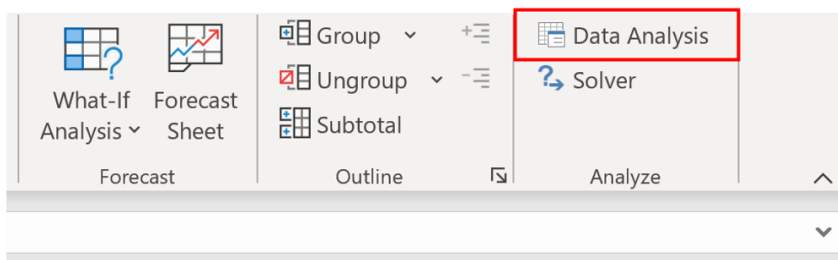 What-If
Analysis
Forecast
Sheet
Forecast
Group
Ungroup
Subtotal
Outline
Data Analysis
Solver
Analyze